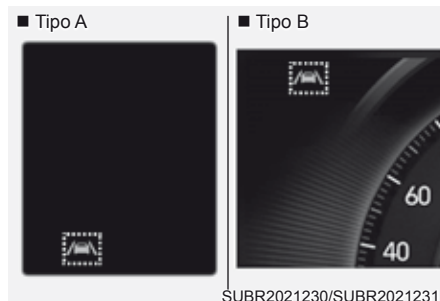 ■ Tipo A
■ Tipo B
60
40
SUBR2021230/SUBR2021231